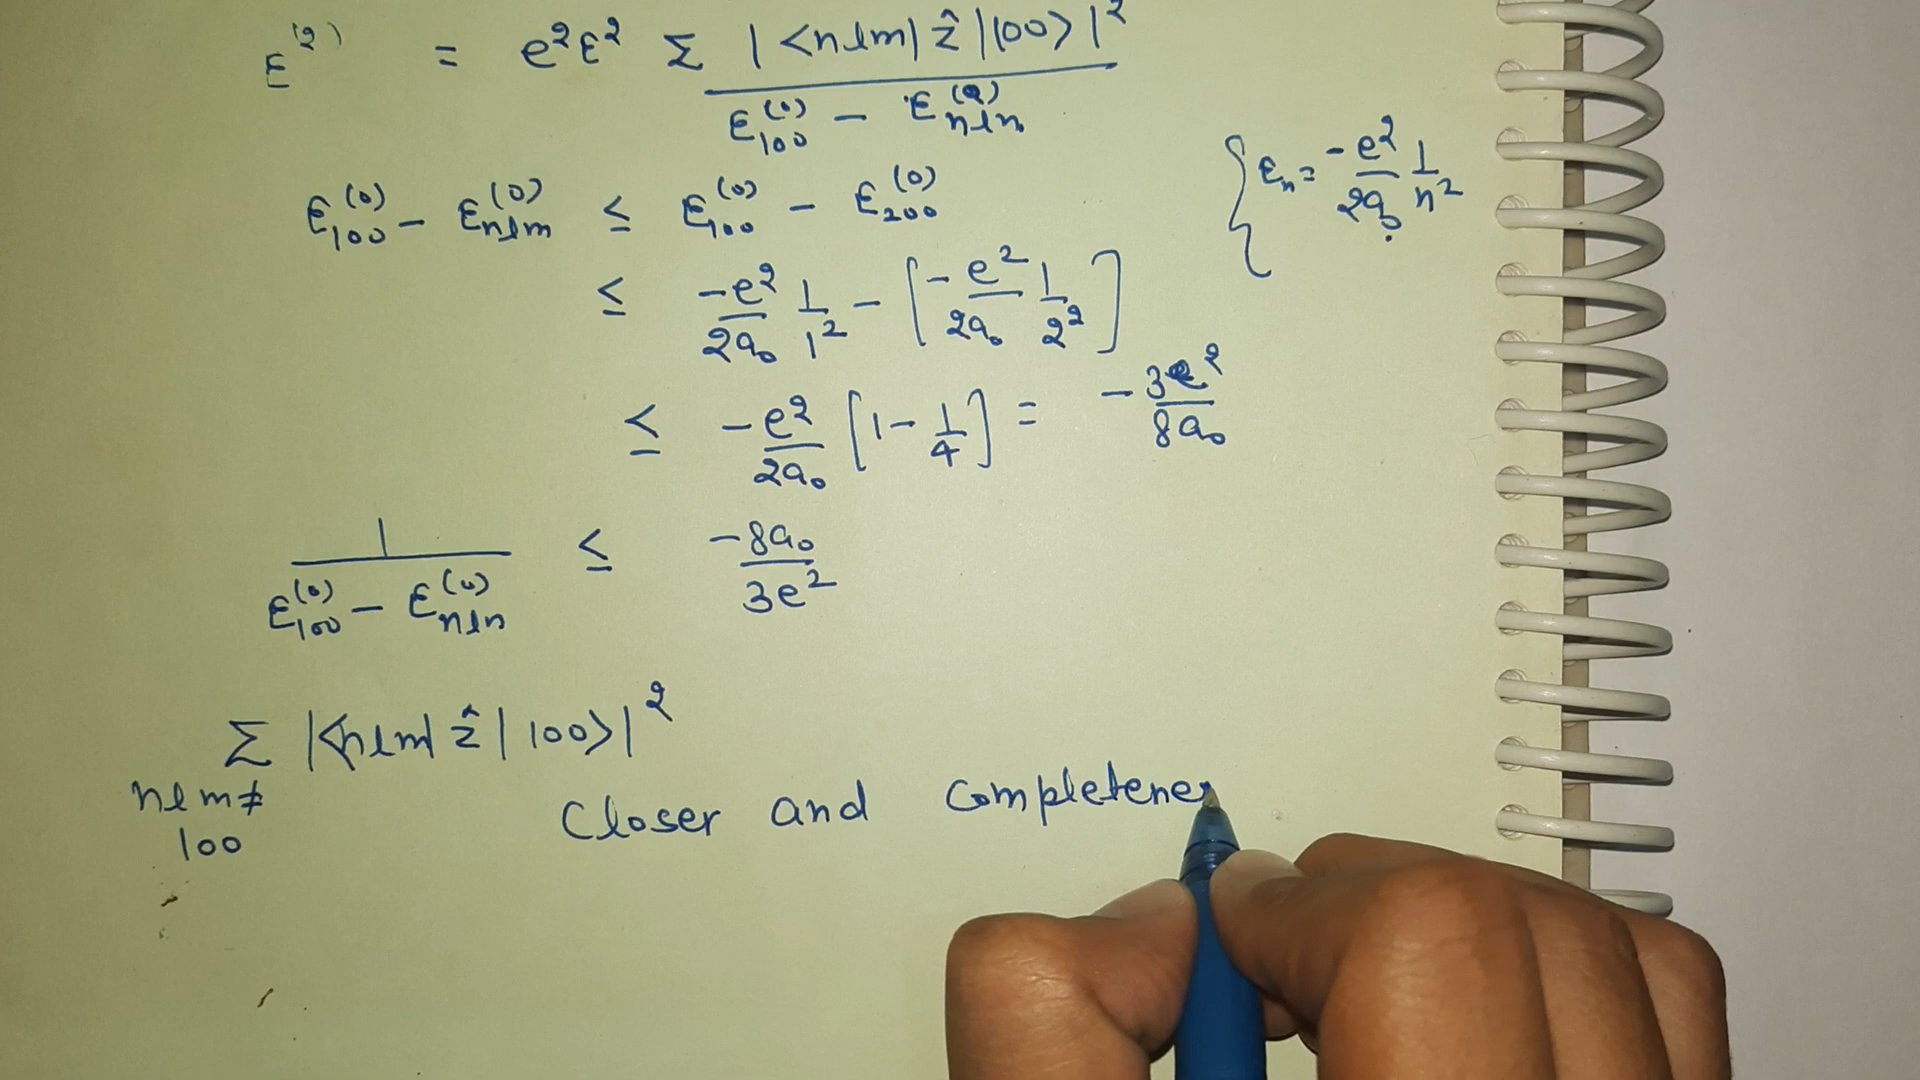 E^(2) = e²ε² Σ |<nlm| ẑ |100>|² / E_100^(0) − E_nlm^(0)
{ E_n = −e²/2a₀ 1/n²
E_100^(0) − E_nlm^(0) ≤ E_100^(0) − E_200^(0)
≤ −e²/2a₀ 1/1² − [−e²/2a₀ 1/2²]
≤ −e²/2a₀ [1 − 1/4] = −3e²/8a₀
1/E_100^(0) − E_nlm^(0) ≤ −8a₀/3e²
Σ |<nlm| ẑ |100>|²
nlm≠
100
Closer and Completenes